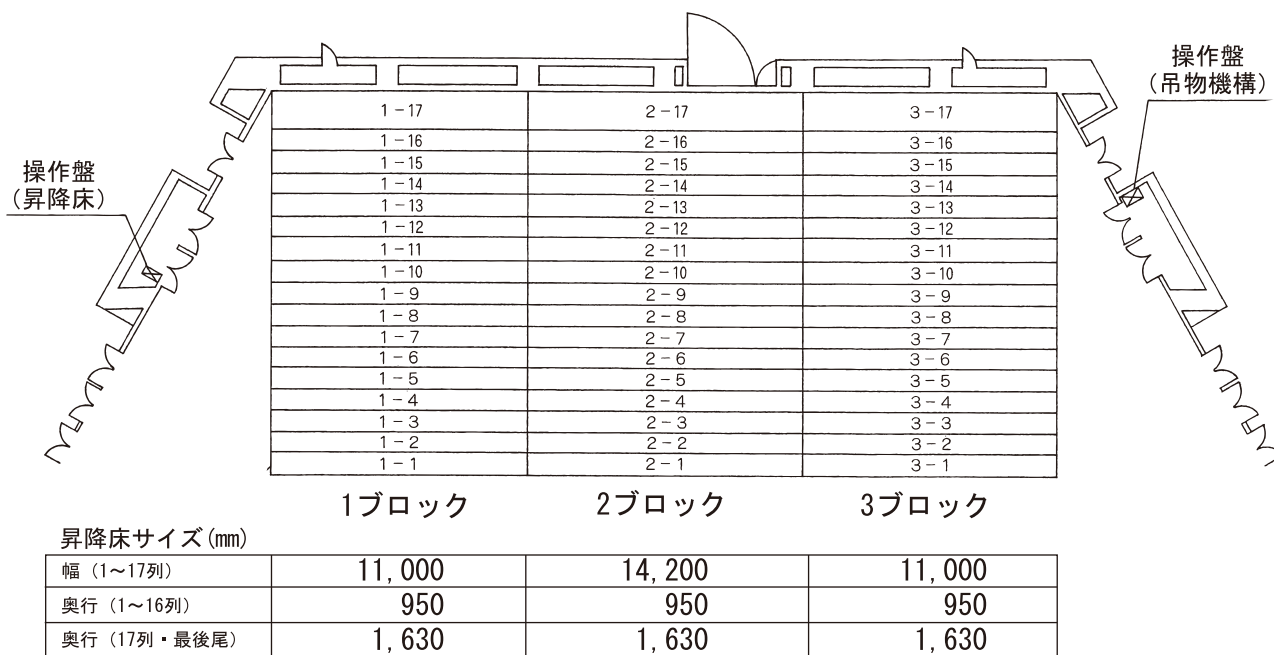 操作盤
(吊物機構)
操作盤
(昇降床)
1－17 2－17 3－17
1－16 2－16 3－16
1－15 2－15 3－15
1－14 2－14 3－14
1－13 2－13 3－13
1－12 2－12 3－12
1－11 2－11 3－11
1－10 2－10 3－10
1－9 2－9 3－9
1－8 2－8 3－8
1－7 2－7 3－7
1－6 2－6 3－6
1－5 2－5 3－5
1－4 2－4 3－4
1－3 2－3 3－3
1－2 2－2 3－2
1－1 2－1 3－1
1ブロック 2ブロック 3ブロック
昇降床サイズ(mm)
幅 (1～17列) 11,000 14,200 11,000
奥行 (1～16列) 950 950 950
奥行 (17列・最後尾) 1,630 1,630 1,630